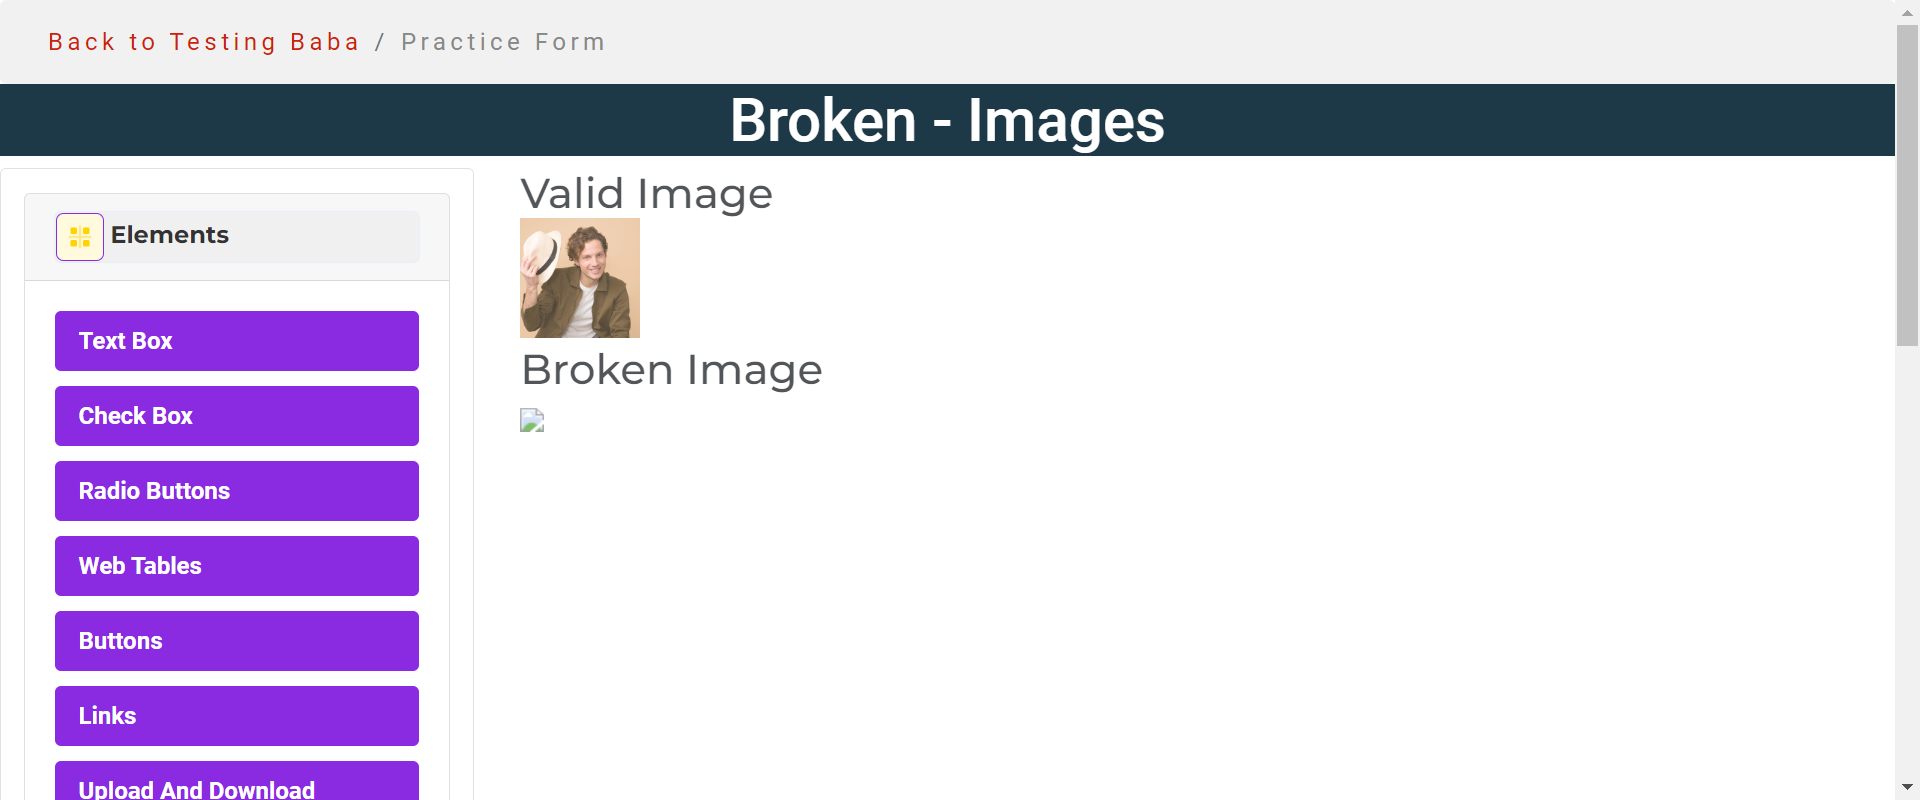 Back to Testing Baba / Practice Form
Broken - Images
Elements
Text Box
Check Box
Radio Buttons
Web Tables
Buttons
Links
Upload And Download
Valid Image
Broken Image